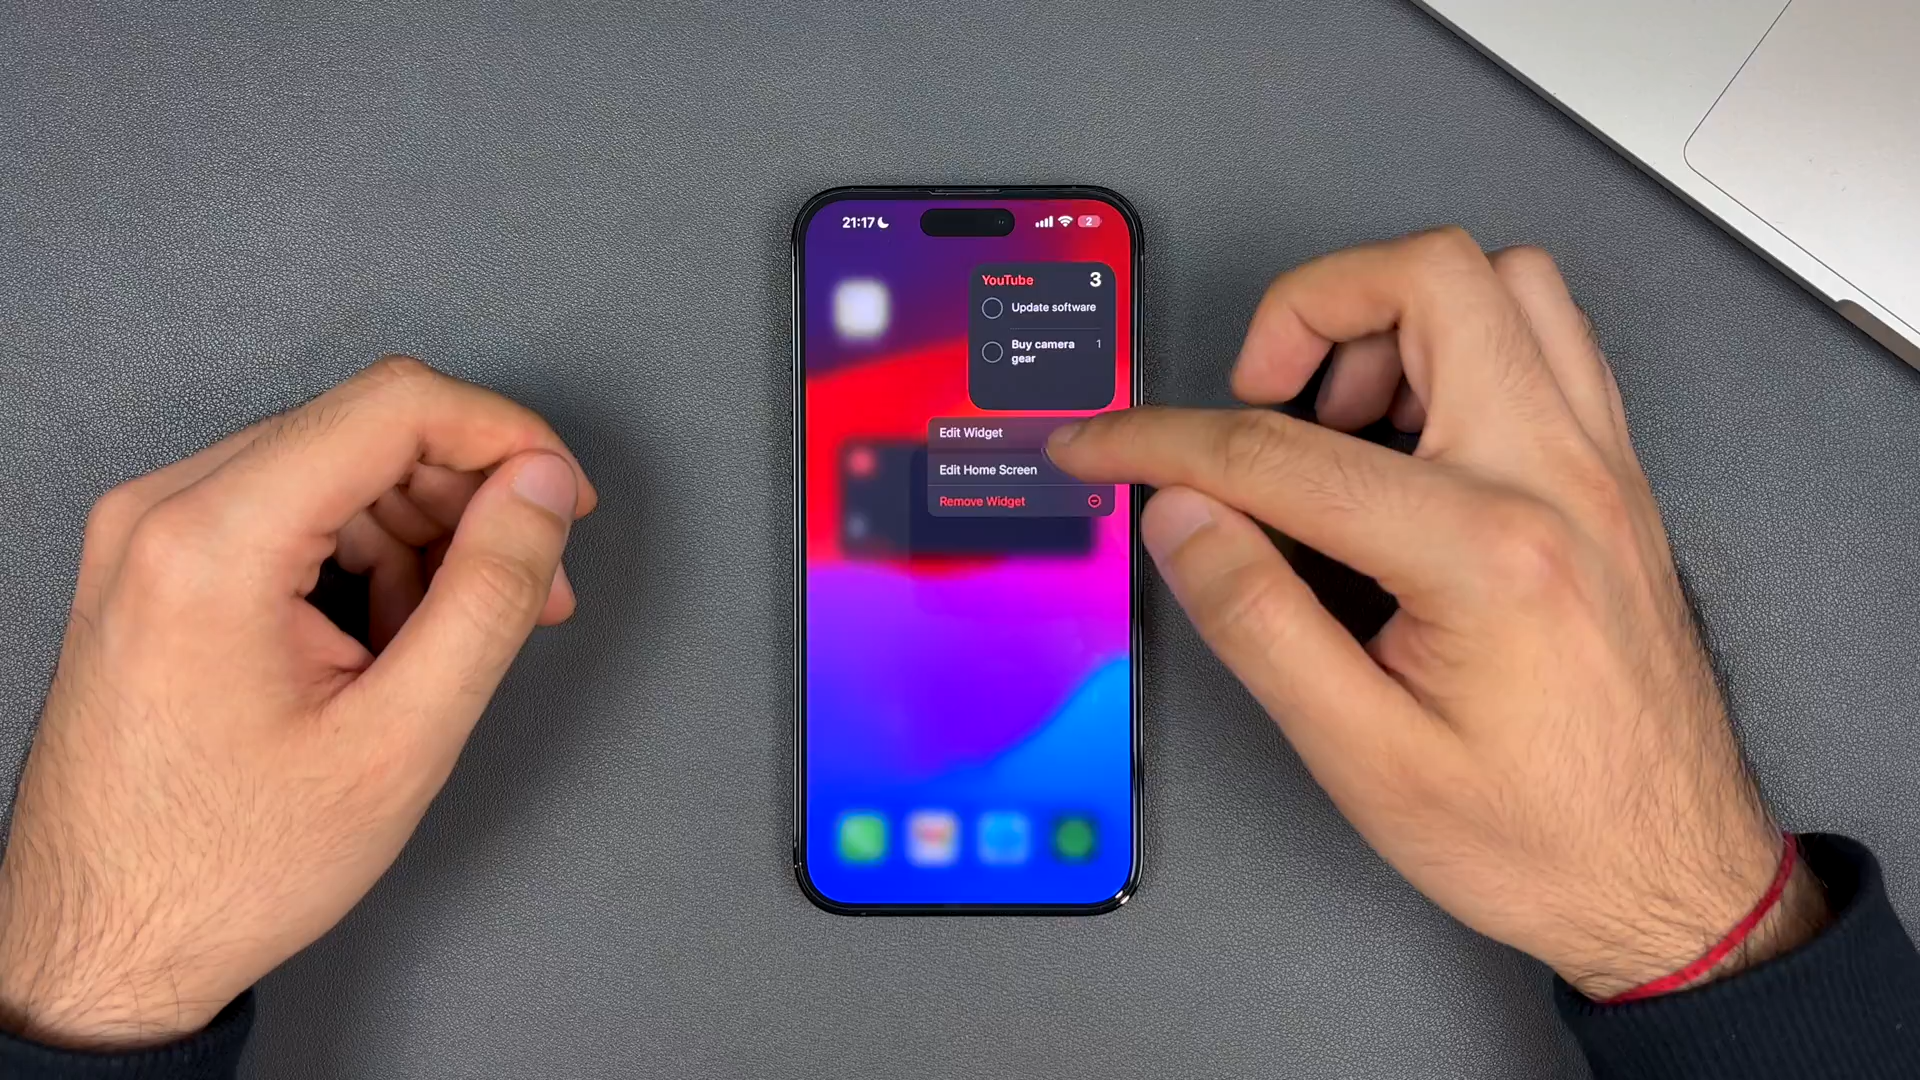 21:17
2
YouTube 3
Update software
Buy camera 1
gear
Edit Widget
Edit Home Screen
Remove Widget